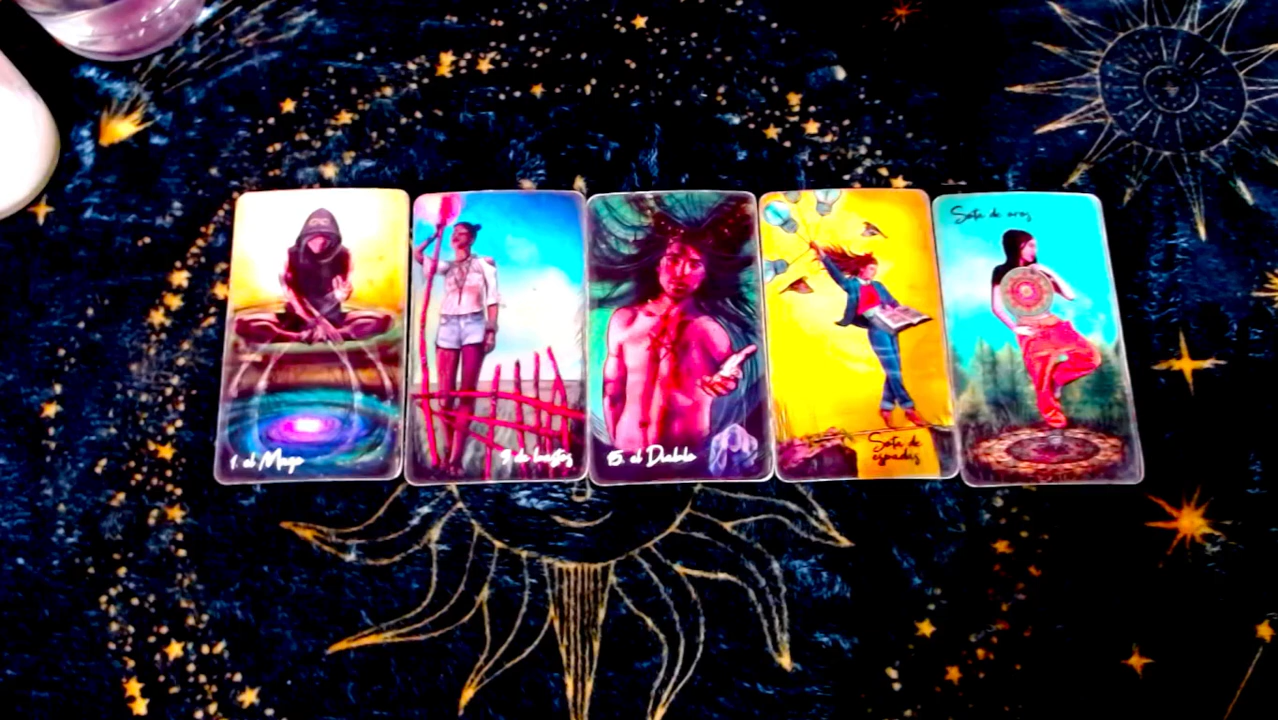 1. el Mago
9 de bastos
15. el Diablo
Sota de
espadas
Sota de oros